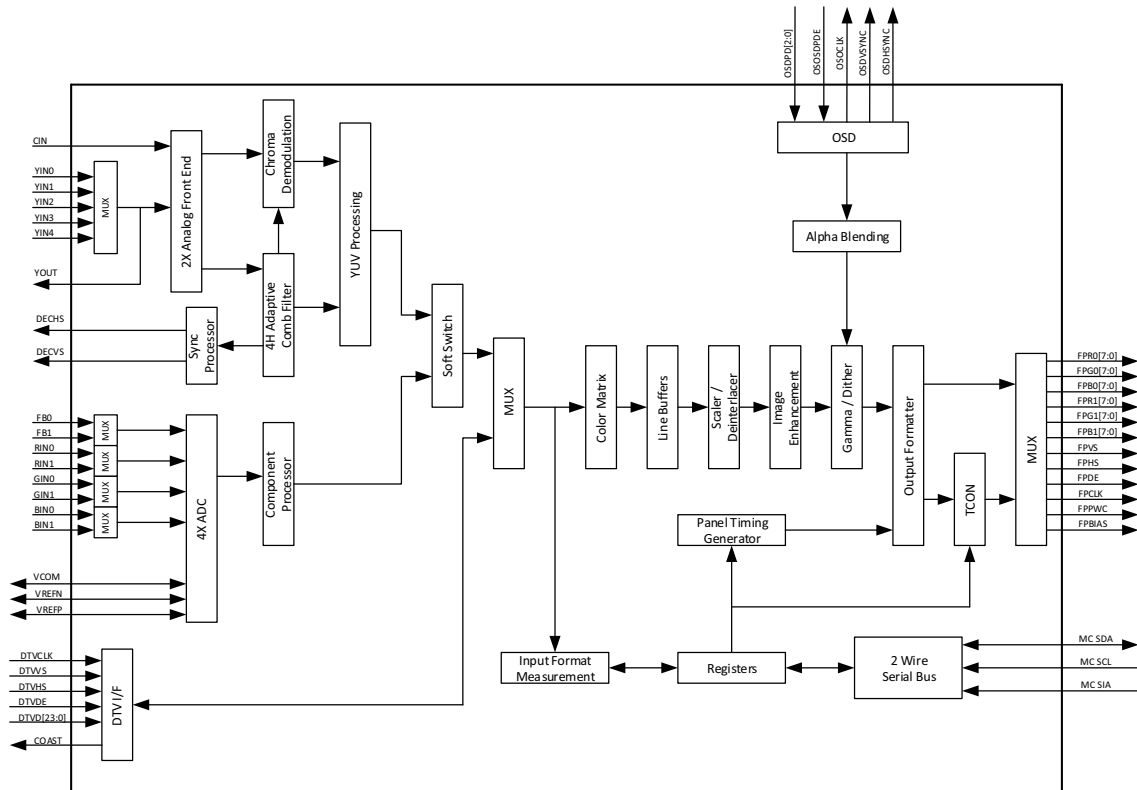 OSDPD[2:0]
OSOSDPDE
OSOCLK
OSDVSYNC
OSDHSYNC
OSD
Alpha Blending
CIN
YIN0
YIN1
YIN2
YIN3
YIN4
MUX
YOUT
DECHS
DECVS
2X Analog Front End
Chroma
Demodulation
4H Adaptive
Comb Filter
Sync
Processor
YUV Processing
Soft Switch
FB0
FB1
RIN0
RIN1
GIN0
GIN1
BIN0
BIN1
MUX
MUX
MUX
MUX
VCOM
VREFN
VREFP
4X ADC
Component
Processor
MUX
Color Matrix
Line Buffers
Scaler /
Deinterlacer
Image
Enhancement
Gamma / Dither
Output Formatter
TCON
MUX
FPR0[7:0]
FPG0[7:0]
FPB0[7:0]
FPR1[7:0]
FPG1[7:0]
FPB1[7:0]
FPVS
FPHS
FPDE
FPCLK
FPPWC
FPBIAS
Panel Timing
Generator
DTVCLK
DTVVS
DTVHS
DTVDE
DTVD[23:0]
COAST
DTV I/F
Input Format
Measurement
Registers
2 Wire
Serial Bus
MC SDA
MC SCL
MC SIA